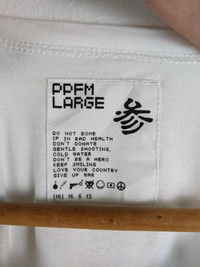 PPFM
LARGE
参
DO NOT BOMB
IF IN BAD HEALTH
DON'T DONATE
GENTLE SHOOTING,
COLD WATER
DON'T BE A HERO
KEEP SMILING
LOVE YOUR COUNTRY
GIVE UP WAR
(16) 16 6 13